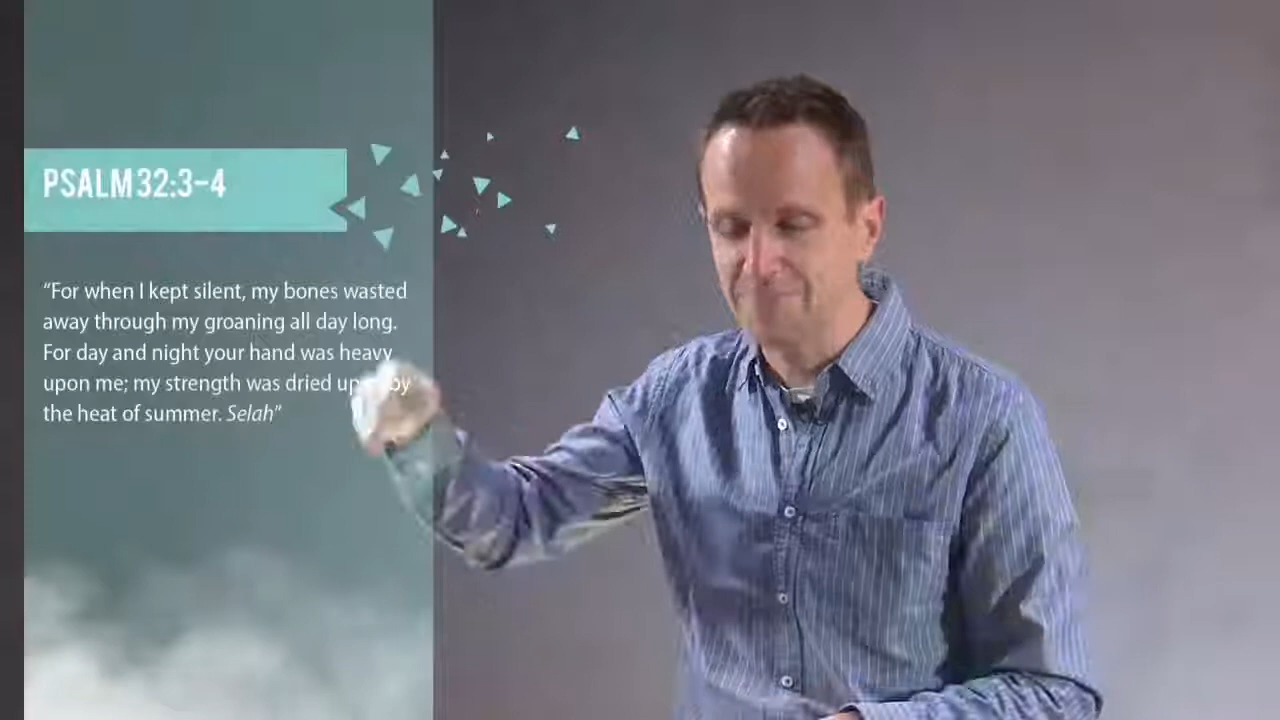 PSALM 32:3–4
“For when I kept silent, my bones wasted
away through my groaning all day long.
For day and night your hand was heavy
upon me; my strength was dried up by
the heat of summer. Selah”